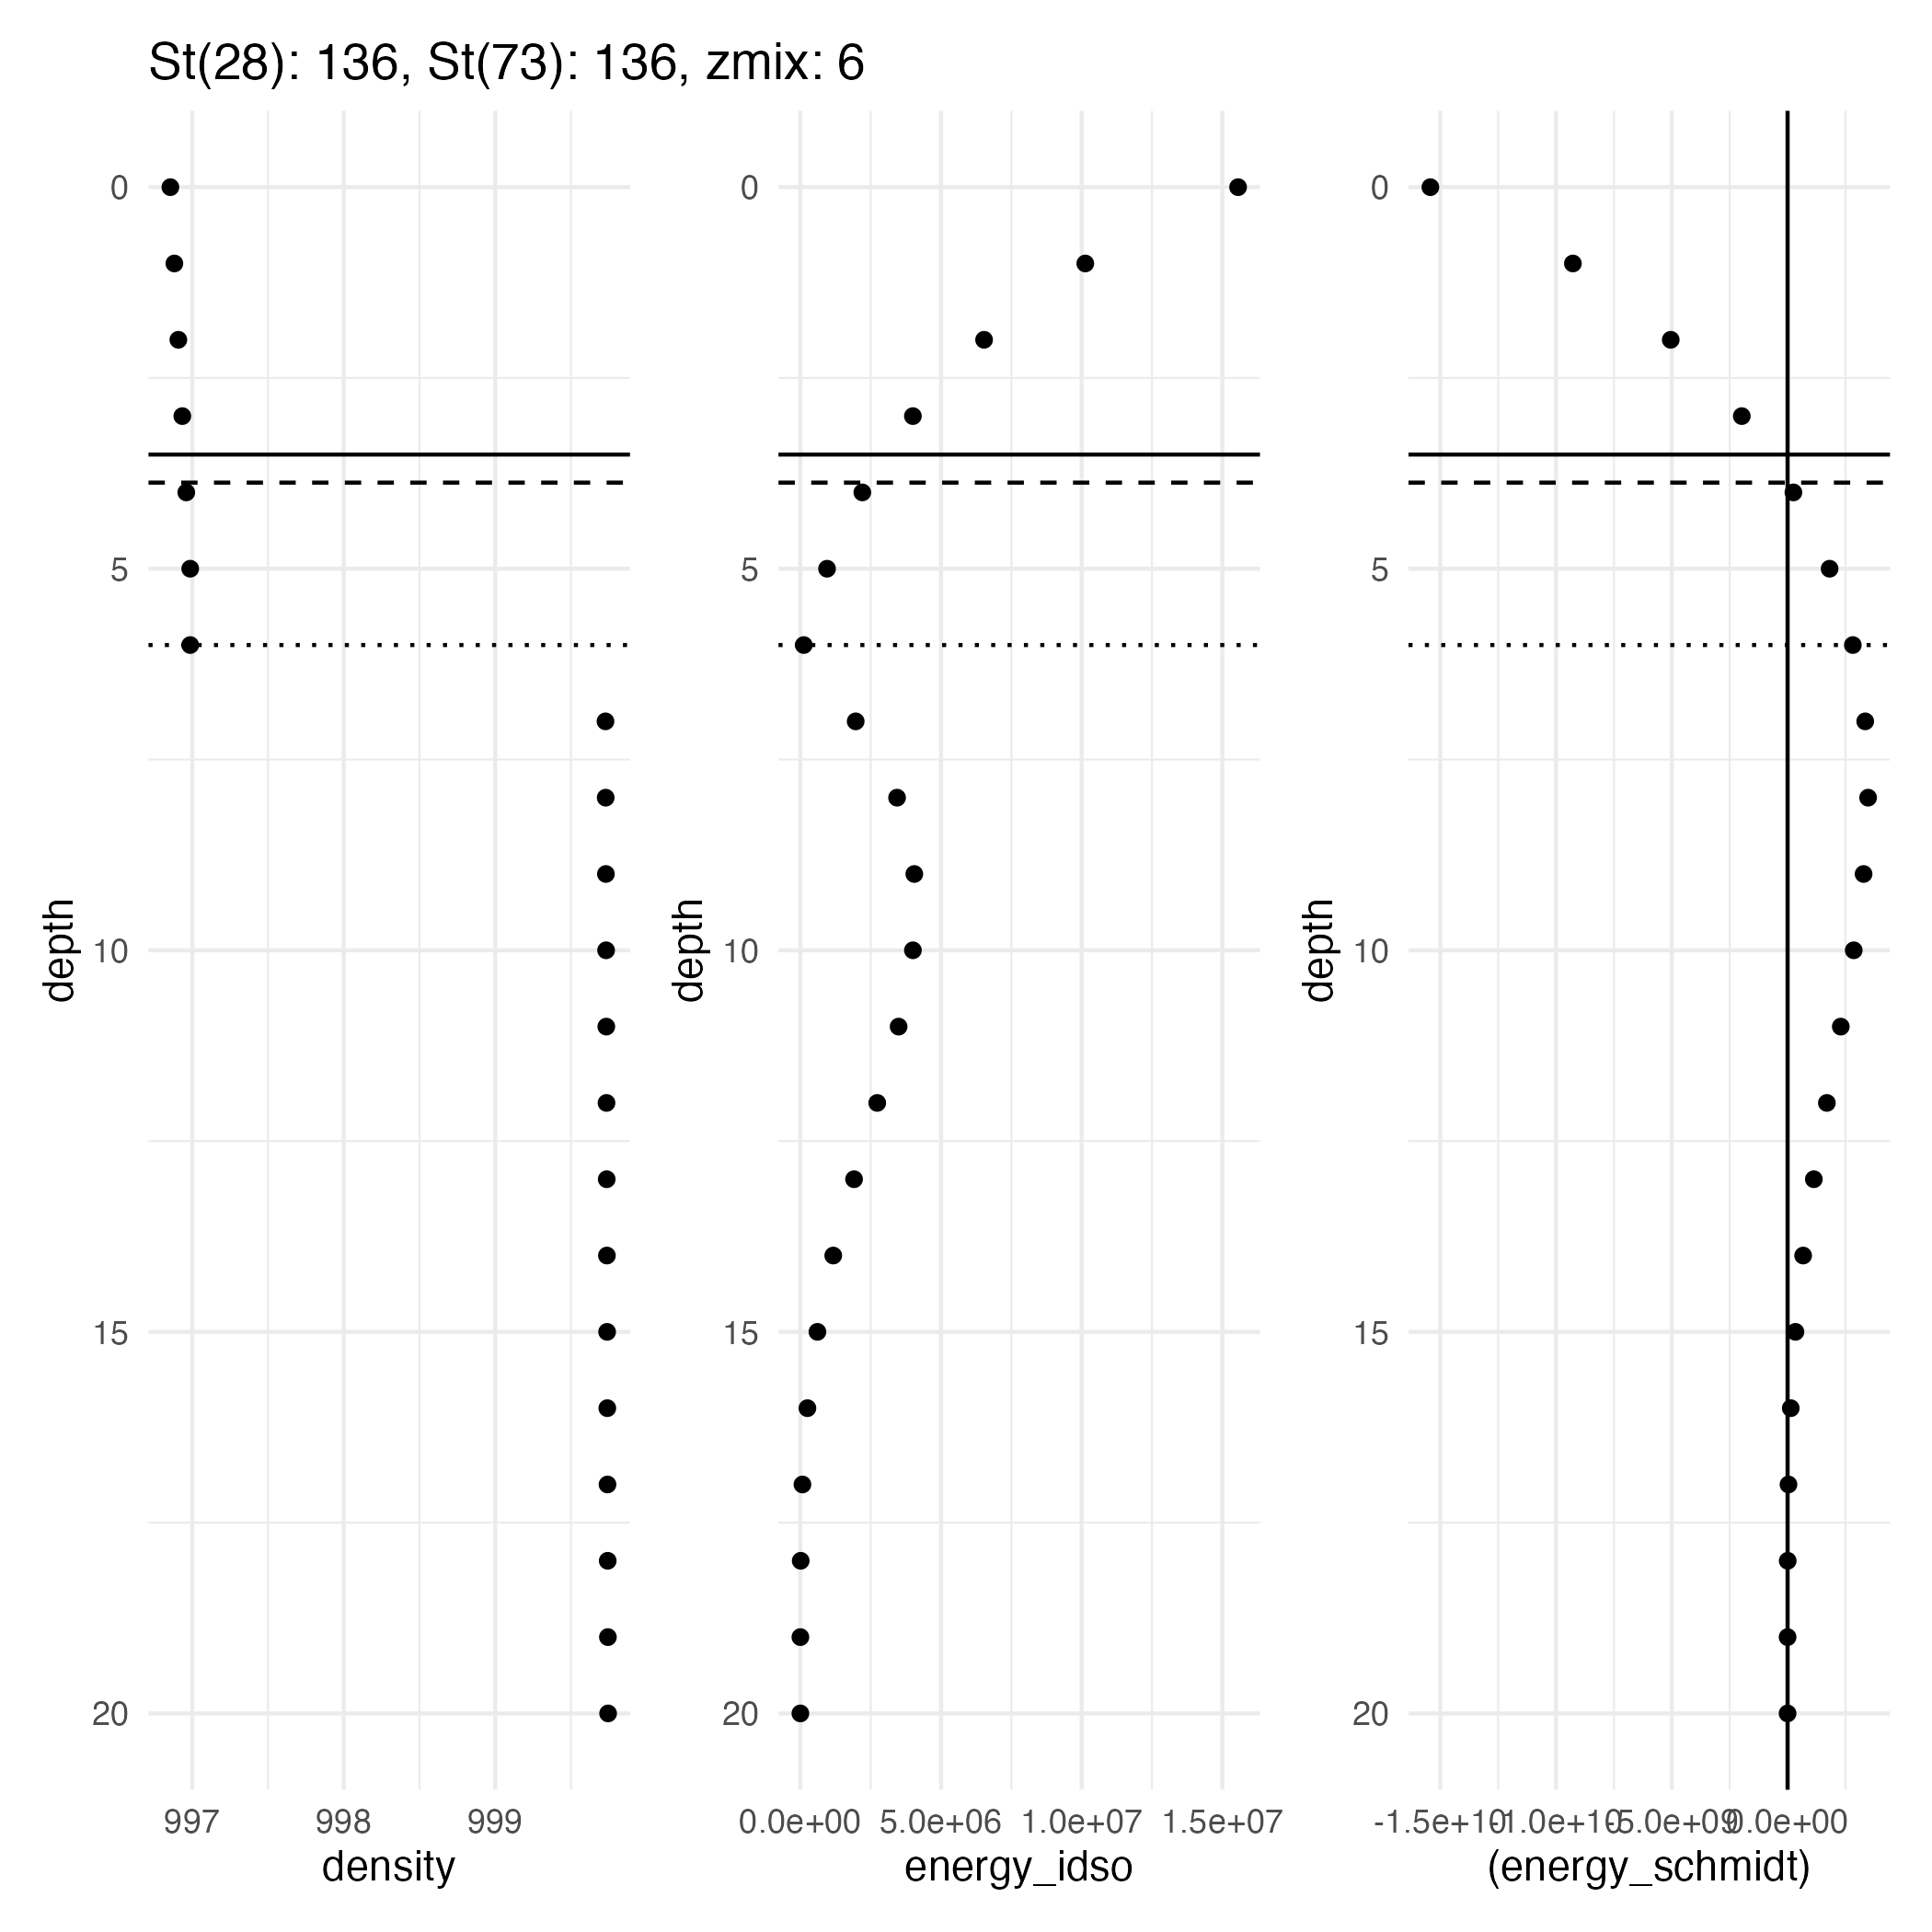 St(28): 136, St(73): 136, zmix: 6
0
5
10
15
20
depth
997 998 999
density
0
5
10
15
20
depth
0.0e+00 5.0e+06 1.0e+07 1.5e+07
energy_idso
0
5
10
15
20
depth
-1.5e+10 -1.0e+10 -5.0e+09 0.0e+00
(energy_schmidt)